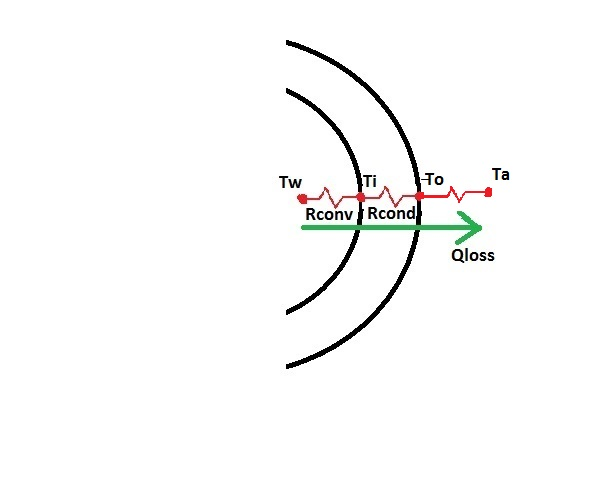 Tw
Ti
To
Ta
Rconv
Rcond
Qloss